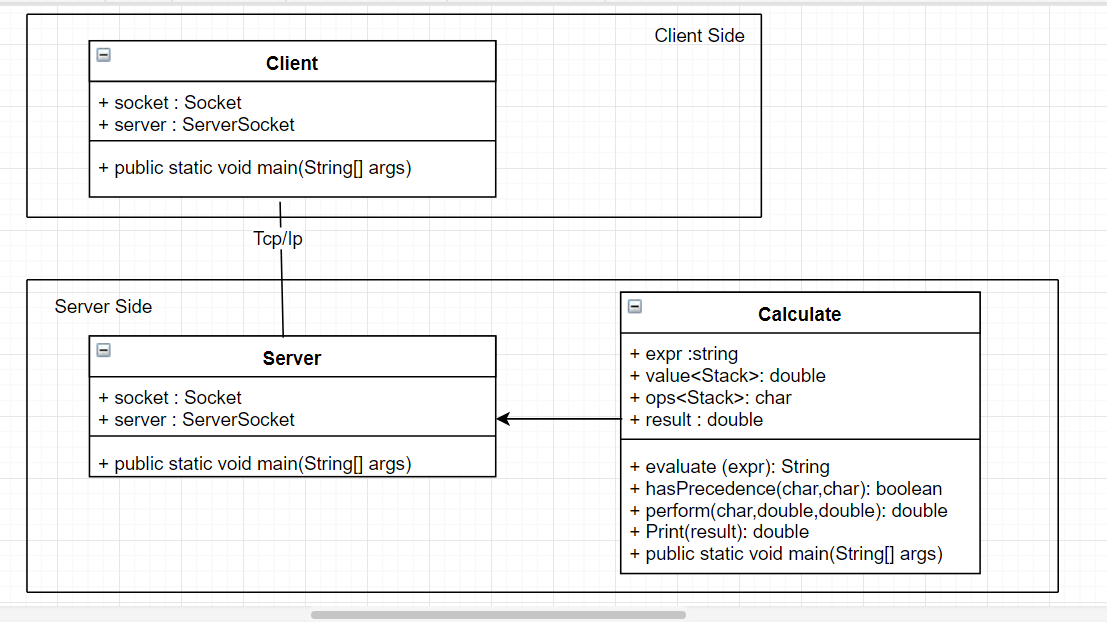 Client Side
Client
+ socket : Socket
+ server : ServerSocket
+ public static void main(String[] args)
Tcp/Ip
Server Side
Server
+ socket : Socket
+ server : ServerSocket
+ public static void main(String[] args)
Calculate
+ expr :string
+ value<Stack>: double
+ ops<Stack>: char
+ result : double
+ evaluate (expr): String
+ hasPrecedence(char,char): boolean
+ perform(char,double,double): double
+ Print(result): double
+ public static void main(String[] args)